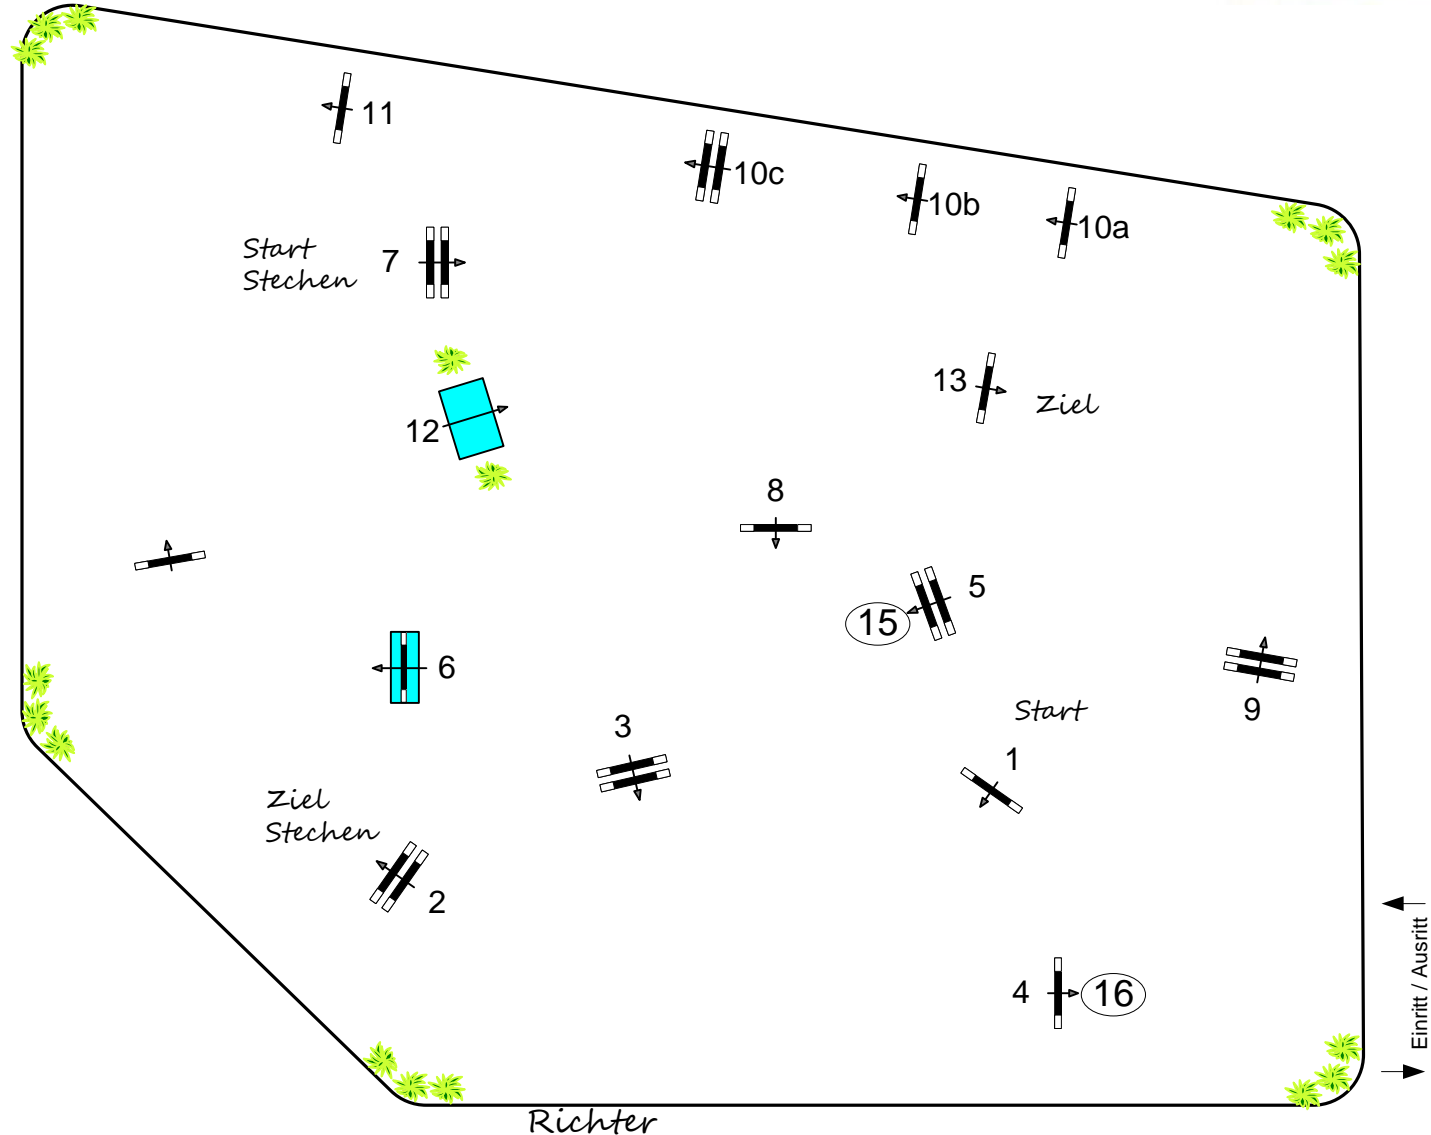 11
10c
10b
10a
Start
Stechen
7
13
Ziel
12
8
5
15
6
Start
9
3
1
Ziel
Stechen
2
4
16
Einritt / Ausritt
Richter